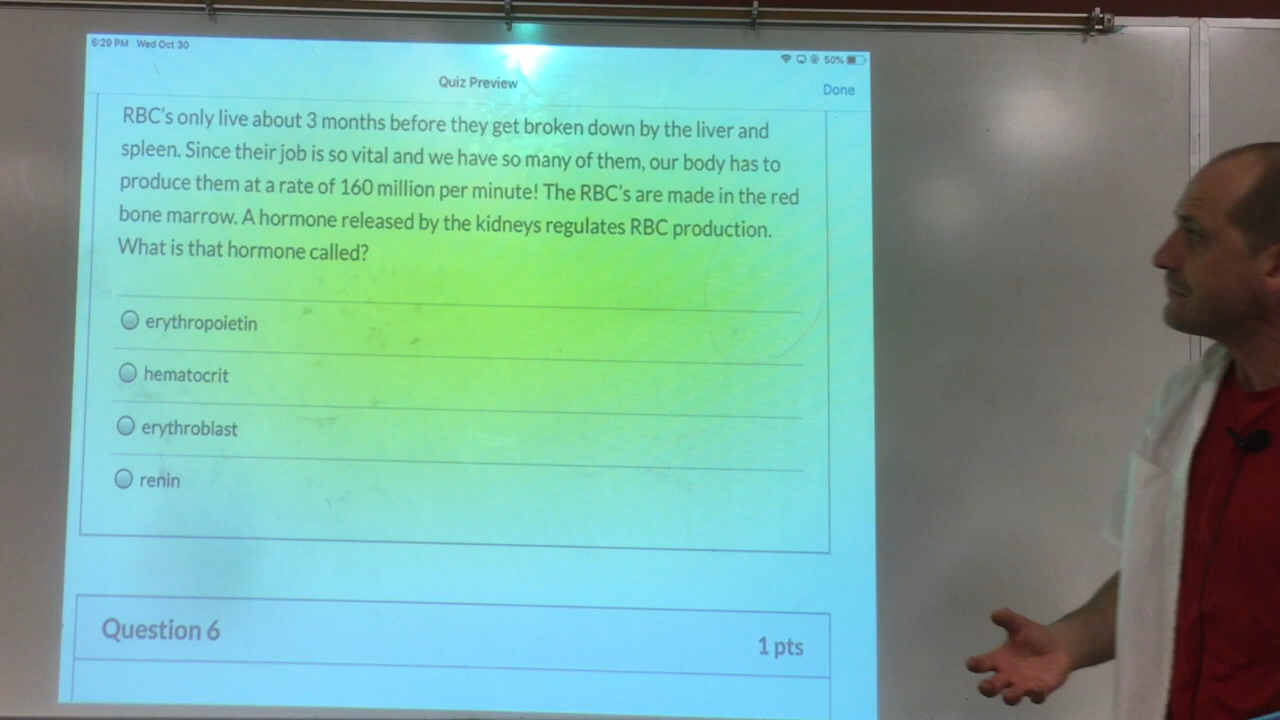 6:29 PM Wed Oct 30
50%
Quiz Preview
Done
RBC's only live about 3 months before they get broken down by the liver and
spleen. Since their job is so vital and we have so many of them, our body has to
produce them at a rate of 160 million per minute! The RBC's are made in the red
bone marrow. A hormone released by the kidneys regulates RBC production.
What is that hormone called?
erythropoietin
hematocrit
erythroblast
renin
Question 6
1 pts